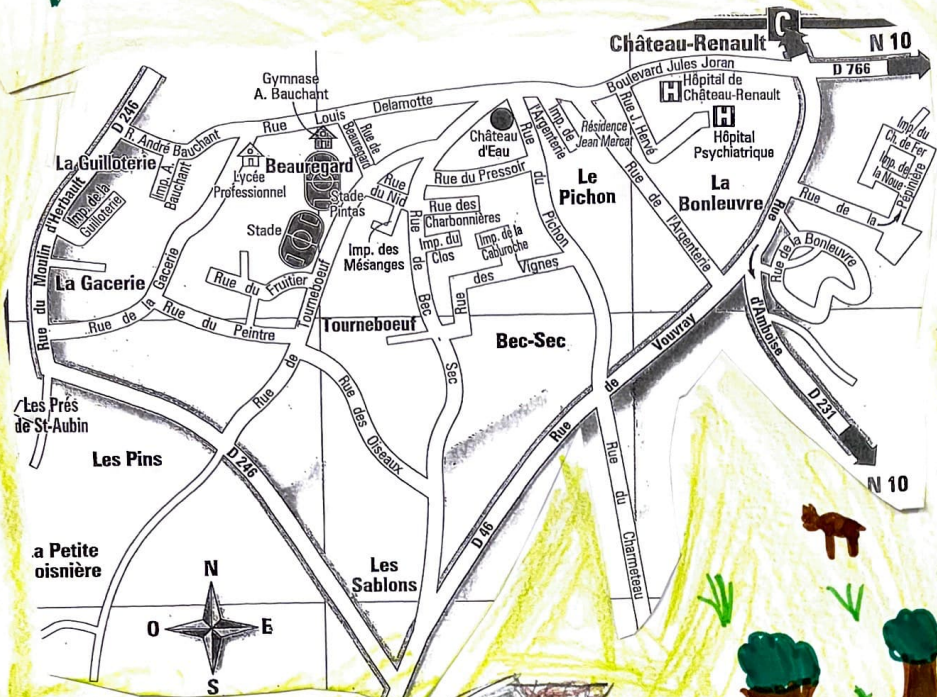 C
Château-Renault
N 10
Boulevard Jules Joran
D 766
Gymnase
A. Bauchant
D 246
R. André Bauchant
Rue Louis Delamotte
Rue de
Beauregard
Château
d'Eau
Rue de l'Argenterie
Imp. de
Résidence
Jean Mercat
Rue J. Hervé
H
Hôpital de
Château-Renault
H
Hôpital
Psychiatrique
Imp. du
Ch. de Fer
Imp. de
la Noue
Rue de la Pépinière
La Guilloterie
Imp. A.
Bauchant
Imp. de la
Guilloterie
Lycée
Professionnel
Beauregard
Stade
Pintas
Stade
Rue
du Nid
Imp. des
Mésanges
Rue du Pressoir
Rue des
Charbonnières
Imp. du
Clos
Imp. de la
Caburoche
Rue des Vignes
Rue du Pichon
Le
Pichon
La
Bonleuvre
Rue de la Bonleuvre
Rue d'Amboise
Rue du Moulin d'Herbault
La Gacerie
Rue de la Gacerie
Rue du Fruitier
Rue du Peintre
Rue de Tourneboeuf
Tourneboeuf
Rue de Bec Sec
Bec-Sec
Rue des Oiseaux
Rue de Vouvray
D 231
N 10
Les Prés
de St-Aubin
Les Pins
D 246
D 46
Rue du Charmeteau
a Petite
oisnière
Les
Sablons
N
O
E
S